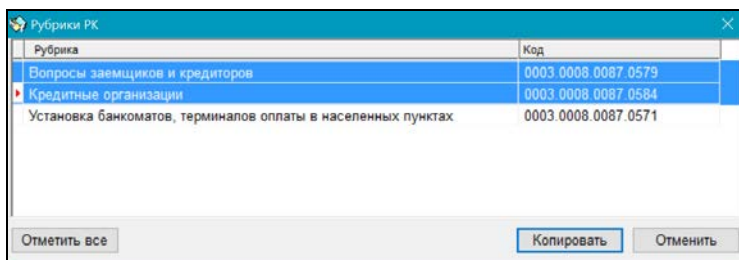 Рубрики РК
Рубрика Код
Вопросы заемщиков и кредиторов 0003.0008.0087.0579
Кредитные организации 0003.0008.0087.0584
Установка банкоматов, терминалов оплаты в населенных пунктах 0003.0008.0087.0571
Отметить все Копировать Отменить